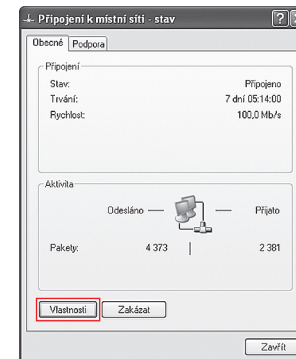 Připojení k místní síti - stav
Obecné Podpora
Připojení
Stav: Připojeno
Trvání: 7 dní 05:14:00
Rychlost: 100,0 Mb/s
Aktivita
Odesláno — — Přijato
Pakety: 4 373 2 381
Vlastnosti Zakázat
Zavřít